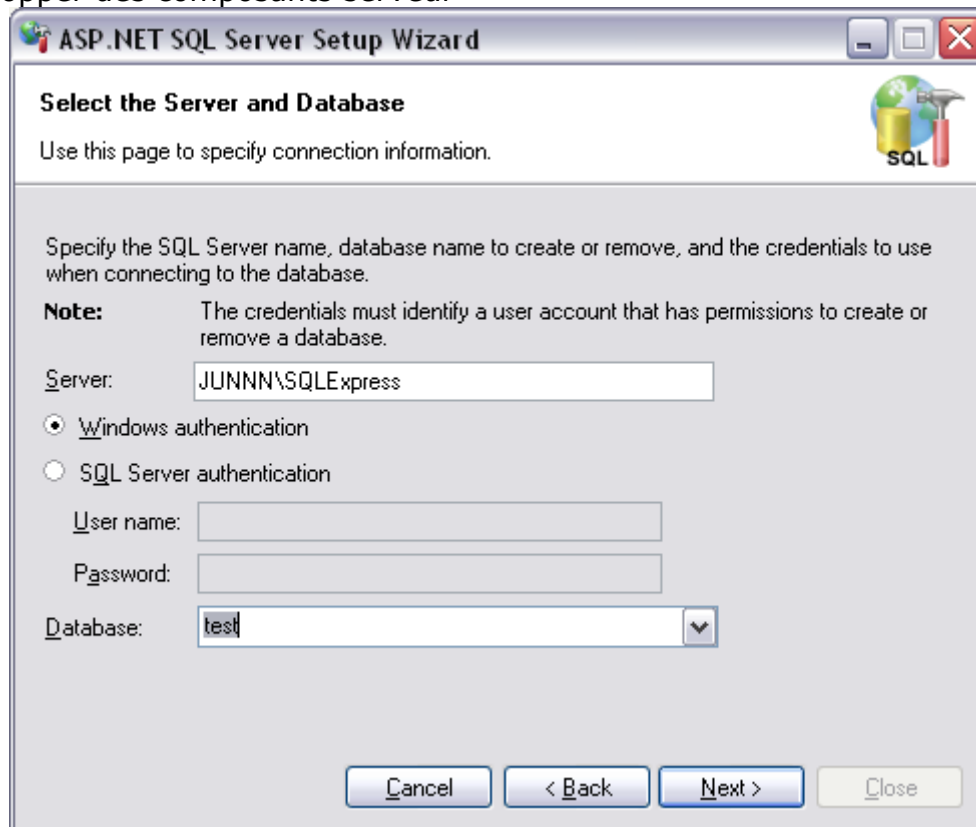 des composants
ASP.NET SQL Server Setup Wizard
Select the Server and Database
Use this page to specify connection information.
SQL
Specify the SQL Server name, database name to create or remove, and the credentials to use
when connecting to the database.
Note: The credentials must identify a user account that has permissions to create or
remove a database.
Server: JUNNN\SQLExpress
Windows authentication
SQL Server authentication
User name:
Password:
Database: test
Cancel < Back Next > Close